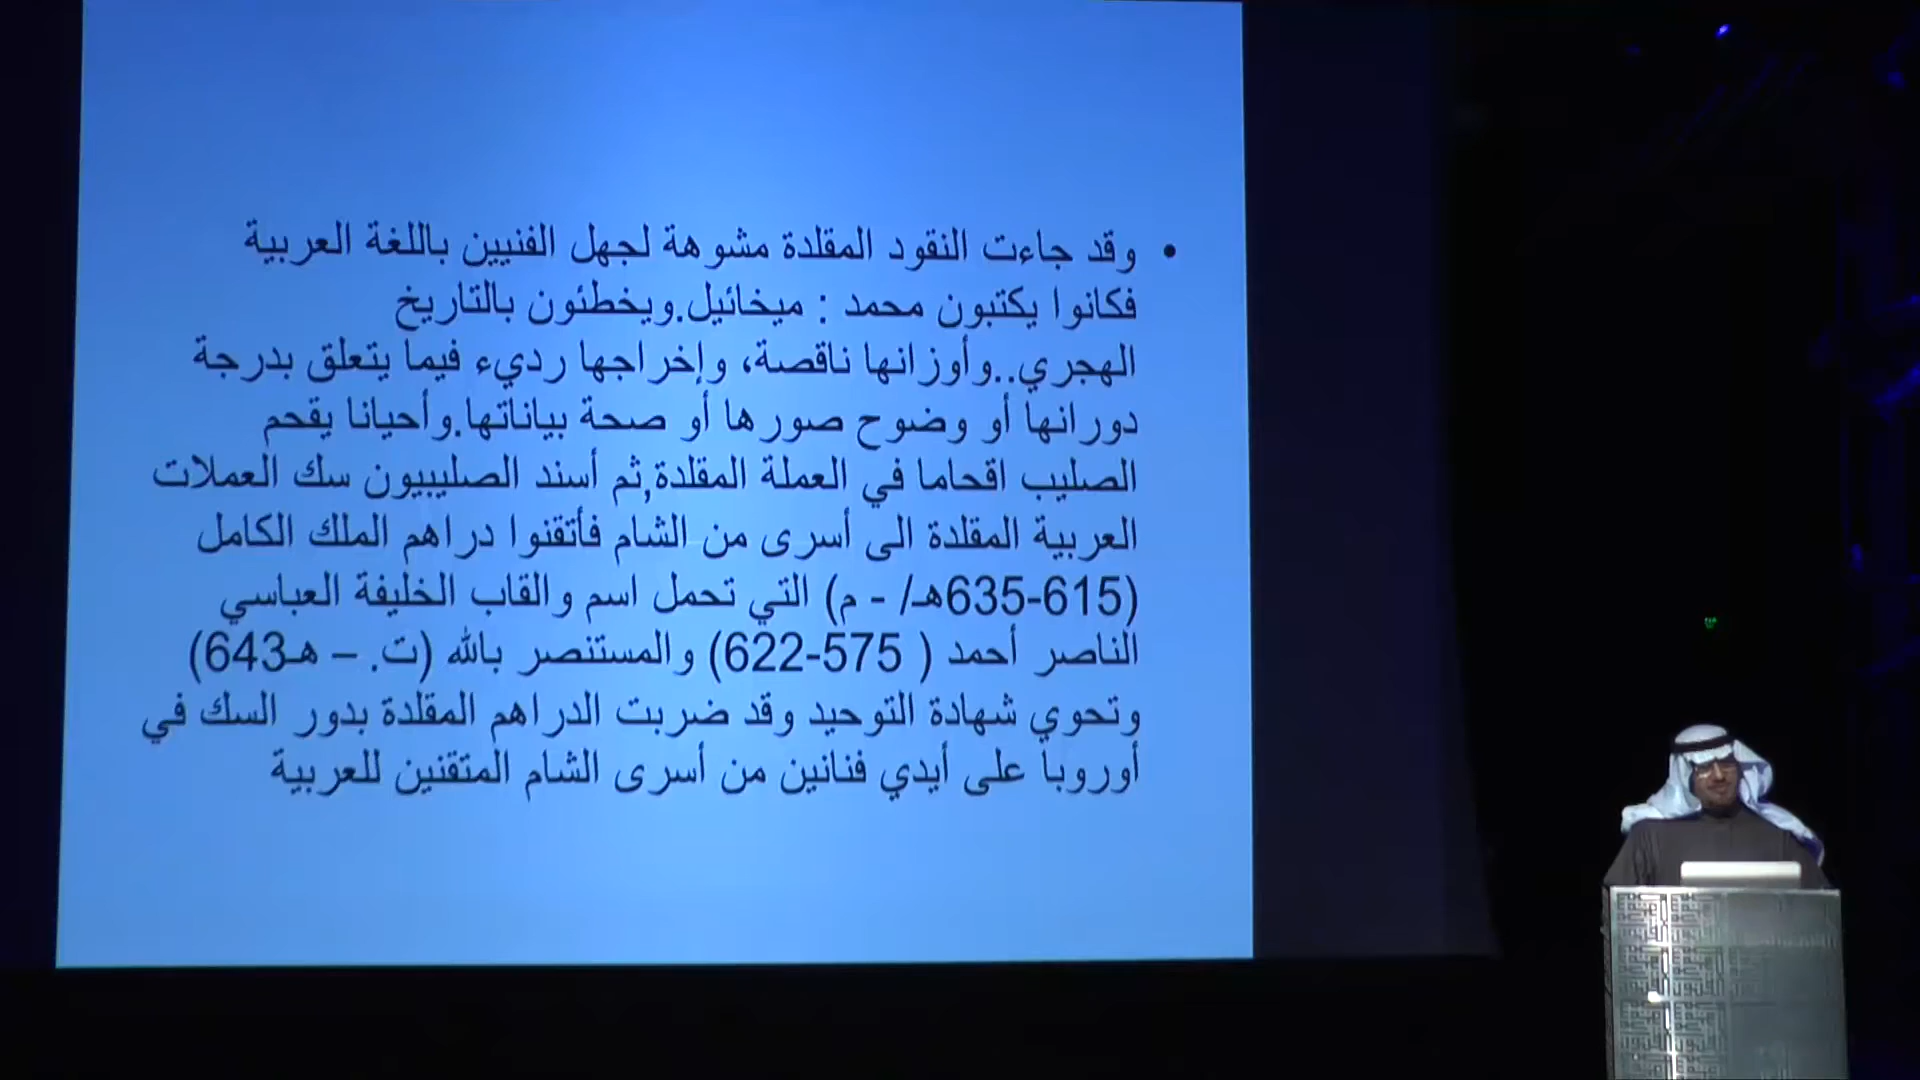 • وقد جاءت النقود المقلدة مشوهة لجهل الفنيين باللغة العربية
فكانوا يكتبون محمد : ميخائيل.ويخطئون بالتاريخ
الهجري..وأوزانها ناقصة، وإخراجها رديء فيما يتعلق بدرجة
دورانها أو وضوح صورها أو صحة بياناتها.وأحيانا يقحم
الصليب اقحاما في العملة المقلدة,ثم أسند الصليبيون سك العملات
العربية المقلدة الى أسرى من الشام فأتقنوا دراهم الملك الكامل
(615-635هـ/ - م) التي تحمل اسم والقاب الخليفة العباسي
الناصر أحمد ( 575-622) والمستنصر بالله (ت. – هـ643)
وتحوي شهادة التوحيد وقد ضربت الدراهم المقلدة بدور السك في
أوروبا على أيدي فنانين من أسرى الشام المتقنين للعربية